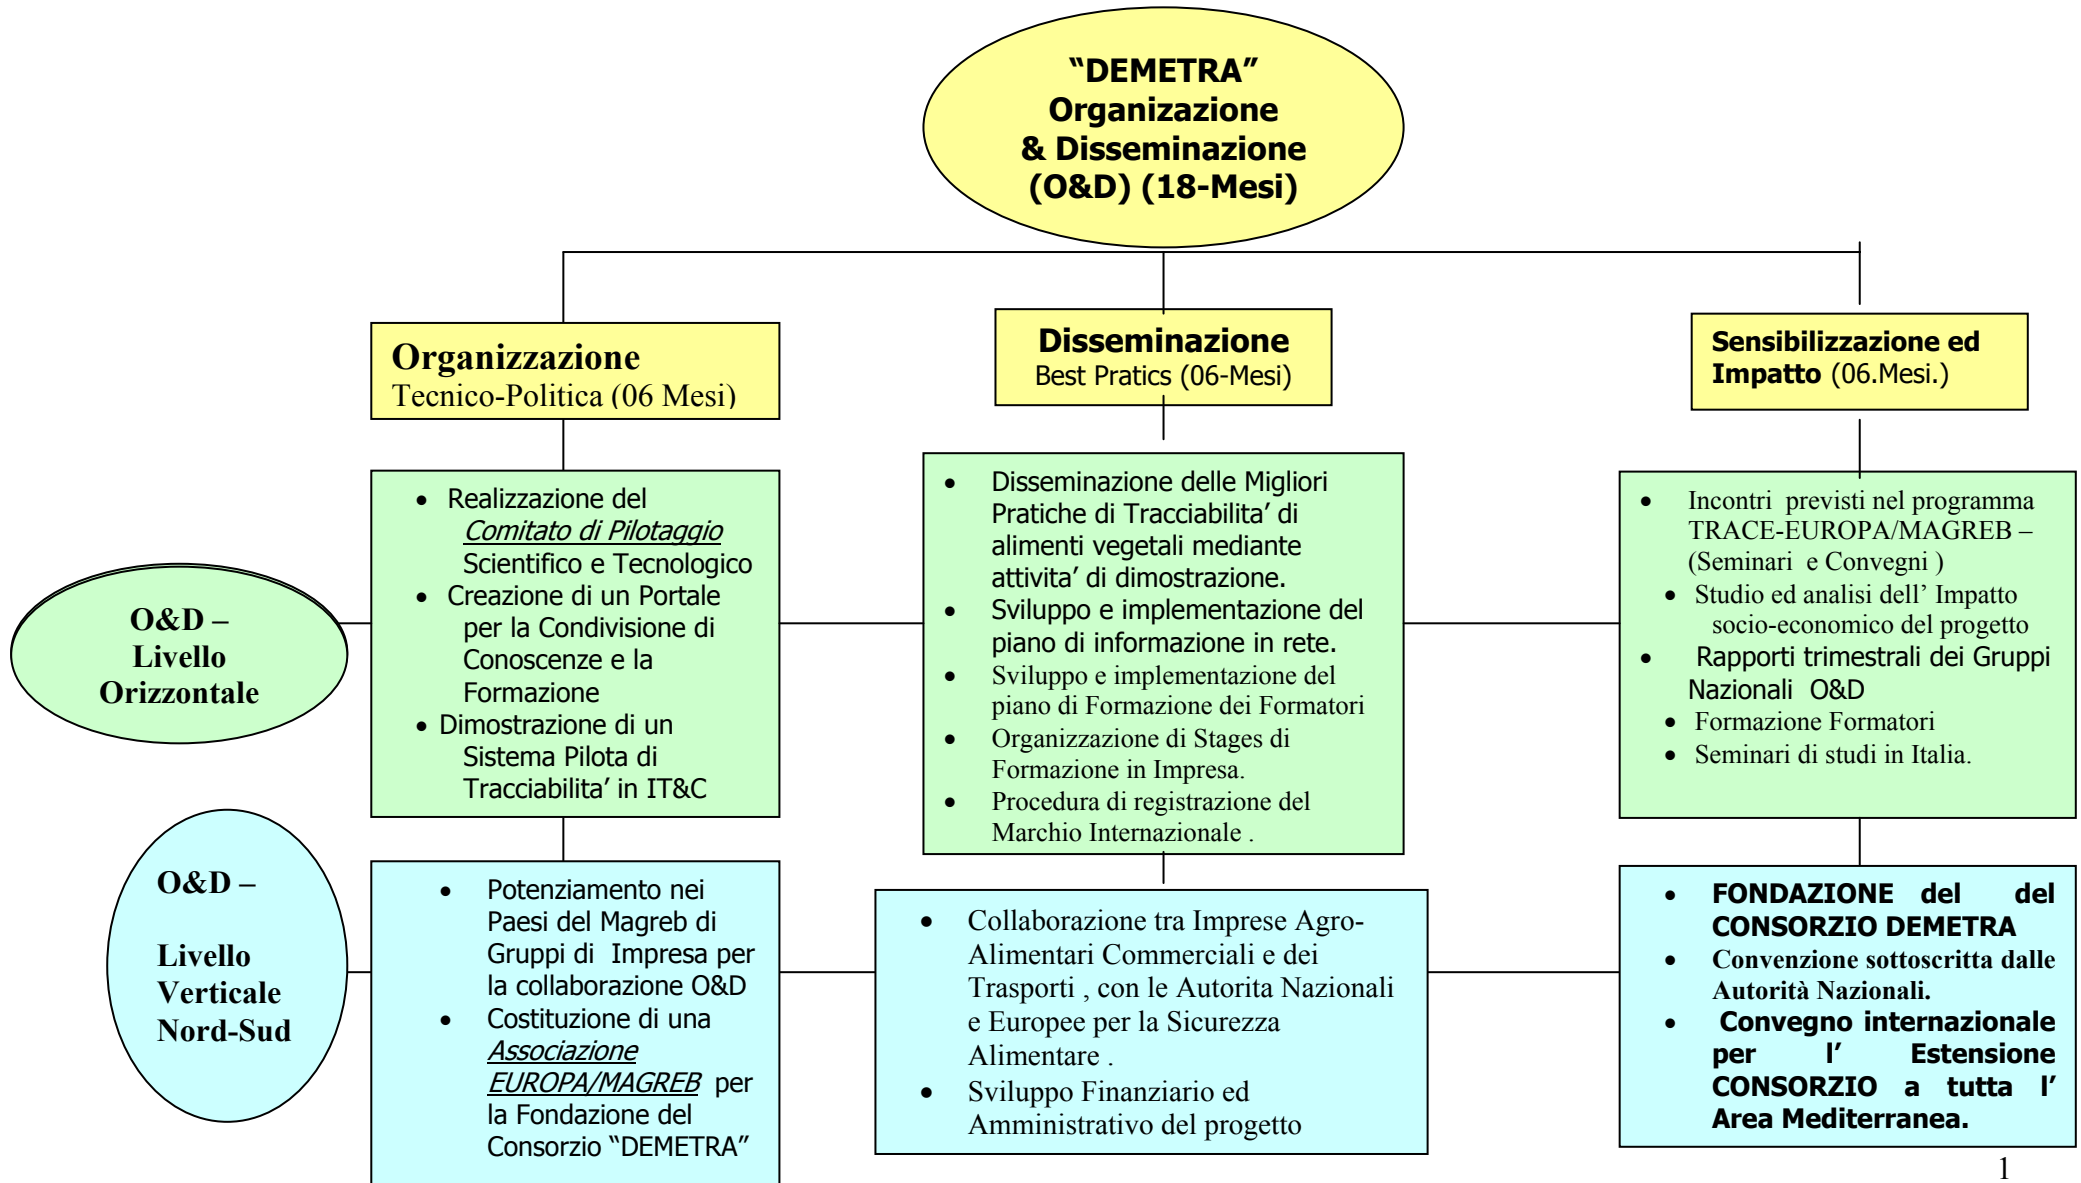 “DEMETRA”
Organizazione
& Disseminazione
(O&D) (18-Mesi)
Organizzazione
Tecnico-Politica (06 Mesi)
Disseminazione
Best Pratics (06-Mesi)
Sensibilizzazione ed
Impatto (06.Mesi.)
O&D –
Livello
Orizzontale
• Realizzazione del
Comitato di Pilotaggio
Scientifico e Tecnologico
• Creazione di un Portale
per la Condivisione di
Conoscenze e la
Formazione
• Dimostrazione di un
Sistema Pilota di
Tracciabilita’ in IT&C
• Disseminazione delle Migliori
Pratiche di Tracciabilita’ di
alimenti vegetali mediante
attivita’ di dimostrazione.
• Sviluppo e implementazione del
piano di informazione in rete.
• Sviluppo e implementazione del
piano di Formazione dei Formatori
• Organizzazione di Stages di
Formazione in Impresa.
• Procedura di registrazione del
Marchio Internazionale .
• Incontri previsti nel programma
TRACE-EUROPA/MAGREB –
(Seminari e Convegni )
• Studio ed analisi dell’ Impatto
socio-economico del progetto
• Rapporti trimestrali dei Gruppi
Nazionali O&D
• Formazione Formatori
• Seminari di studi in Italia.
O&D –
Livello
Verticale
Nord-Sud
• Potenziamento nei
Paesi del Magreb di
Gruppi di Impresa per
la collaborazione O&D
• Costituzione di una
Associazione
EUROPA/MAGREB per
la Fondazione del
Consorzio “DEMETRA”
• Collaborazione tra Imprese Agro-
Alimentari Commerciali e dei
Trasporti , con le Autorita Nazionali
e Europee per la Sicurezza
Alimentare .
• Sviluppo Finanziario ed
Amministrativo del progetto
• FONDAZIONE del del
CONSORZIO DEMETRA
• Convenzione sottoscritta dalle
Autorità Nazionali.
• Convegno internazionale
per l’ Estensione
CONSORZIO a tutta l’
Area Mediterranea.
1